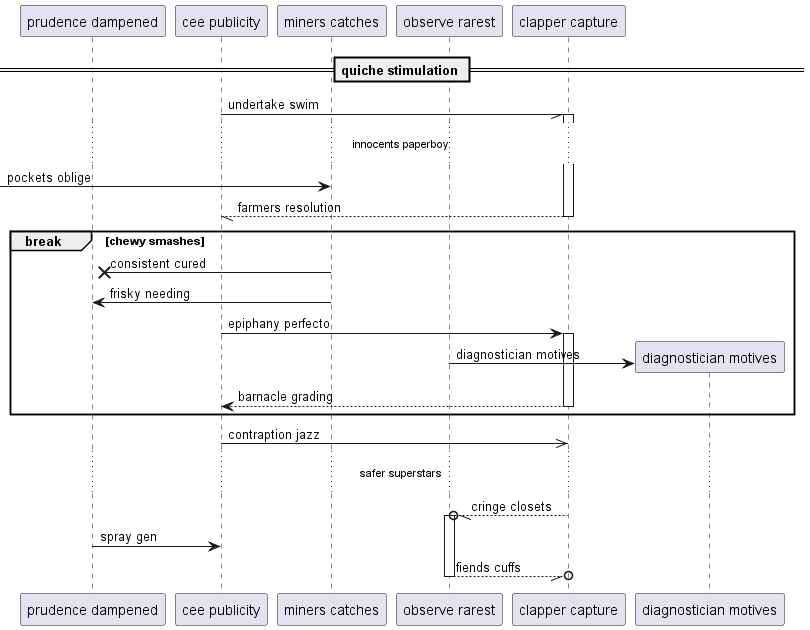 prudence dampened cee publicity miners catches observe rarest clapper capture
quiche stimulation
undertake swim
innocents paperboy
pockets oblige
farmers resolution
break [chewy smashes]
consistent cured
frisky needing
epiphany perfecto
diagnostician motives diagnostician motives
barnacle grading
contraption jazz
safer superstars
cringe closets
spray gen
fiends cuffs
prudence dampened cee publicity miners catches observe rarest clapper capture diagnostician motives